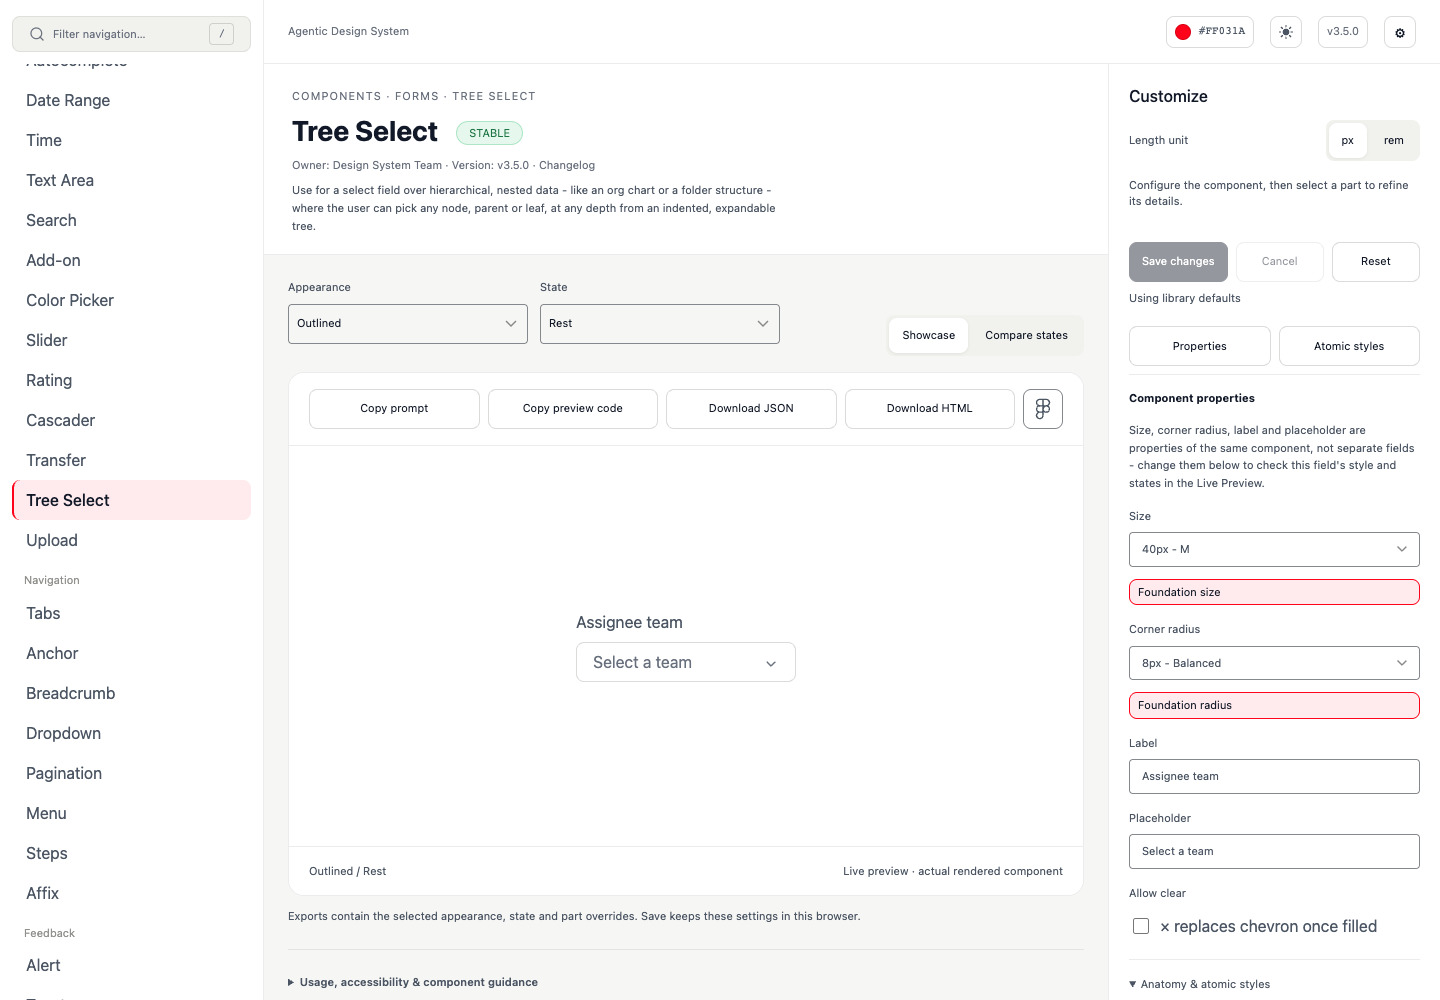 Filter navigation...
/
Autocomplete
Date Range
Time
Text Area
Search
Add-on
Color Picker
Slider
Rating
Cascader
Transfer
Tree Select
Upload
Navigation
Tabs
Anchor
Breadcrumb
Dropdown
Pagination
Menu
Steps
Affix
Feedback
Alert
Agentic Design System
#FF031A
v3.5.0
COMPONENTS · FORMS · TREE SELECT
Tree Select
STABLE
Owner: Design System Team · Version: v3.5.0 · Changelog
Use for a select field over hierarchical, nested data - like an org chart or a folder structure -
where the user can pick any node, parent or leaf, at any depth from an indented, expandable
tree.
Appearance
State
Outlined
Rest
Showcase
Compare states
Copy prompt
Copy preview code
Download JSON
Download HTML
Assignee team
Select a team
Outlined / Rest
Live preview · actual rendered component
Exports contain the selected appearance, state and part overrides. Save keeps these settings in this browser.
Usage, accessibility & component guidance
Customize
Length unit
px
rem
Configure the component, then select a part to refine
its details.
Save changes
Cancel
Reset
Using library defaults
Properties
Atomic styles
Component properties
Size, corner radius, label and placeholder are
properties of the same component, not separate fields
- change them below to check this field's style and
states in the Live Preview.
Size
40px - M
Foundation size
Corner radius
8px - Balanced
Foundation radius
Label
Assignee team
Placeholder
Select a team
Allow clear
× replaces chevron once filled
Anatomy & atomic styles